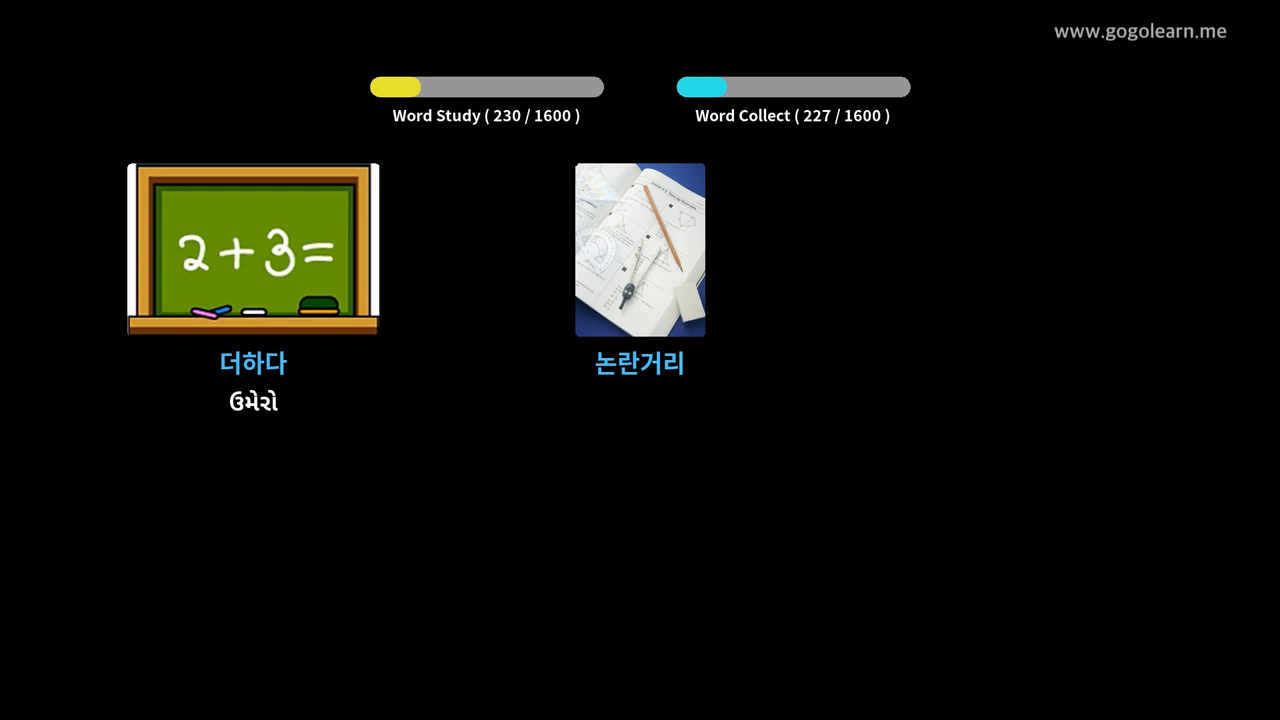 www.gogolearn.me
Word Study ( 230 / 1600 )
Word Collect ( 227 / 1600 )
2+3=
더하다
논란거리
ઉમેરો